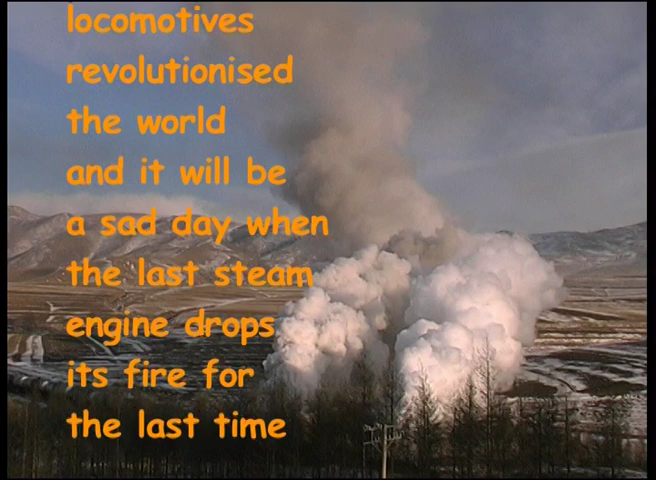 locomotives
revolutionised
the world
and it will be
a sad day when
the last steam
engine drops
its fire for
the last time